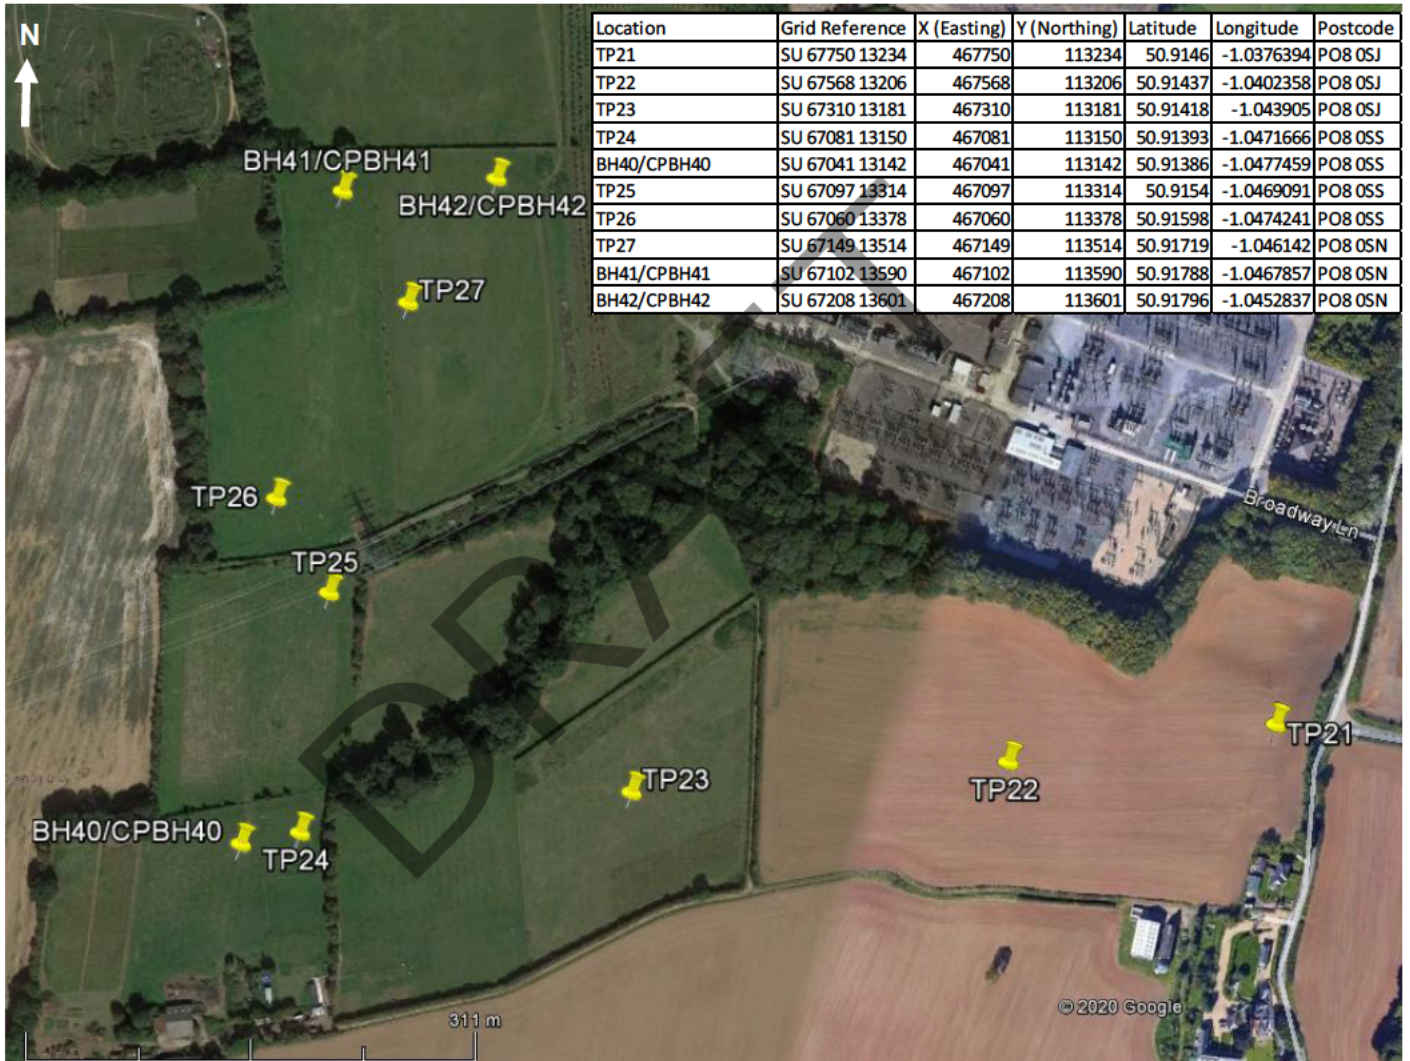 N
Location Grid Reference X (Easting) Y (Northing) Latitude Longitude Postcode
TP21 SU 67750 13234 467750 113234 50.9146 -1.0376394 PO8 0SJ
TP22 SU 67568 13206 467568 113206 50.91437 -1.0402358 PO8 0SJ
TP23 SU 67310 13181 467310 113181 50.91418 -1.043905 PO8 0SJ
TP24 SU 67081 13150 467081 113150 50.91393 -1.0471666 PO8 0SS
BH40/CPBH40 SU 67041 13142 467041 113142 50.91386 -1.0477459 PO8 0SS
TP25 SU 67097 13314 467097 113314 50.9154 -1.0469091 PO8 0SS
TP26 SU 67060 13378 467060 113378 50.91598 -1.0474241 PO8 0SS
TP27 SU 67149 13514 467149 113514 50.91719 -1.046142 PO8 0SN
BH41/CPBH41 SU 67102 13590 467102 113590 50.91788 -1.0467857 PO8 0SN
BH42/CPBH42 SU 67208 13601 467208 113601 50.91796 -1.0452837 PO8 0SN
BH41/CPBH41
BH42/CPBH42
TP27
TP26
Broadway Ln
TP25
TP21
TP23
TP22
BH40/CPBH40
TP24
DRAFT
© 2020 Google
311 m